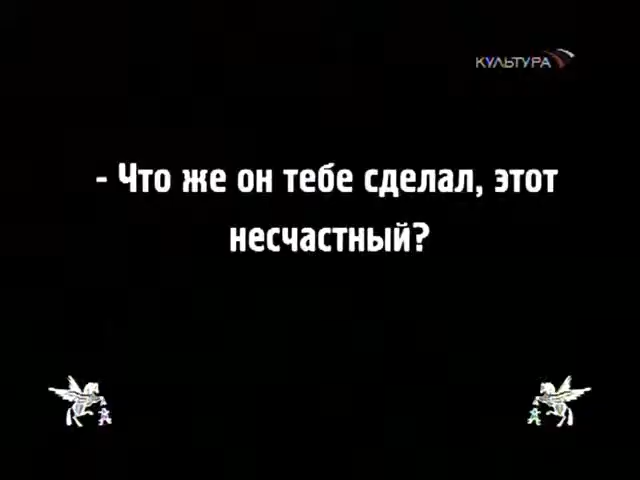 КУЛЬТУРА
- Что же он тебе сделал, этот
несчастный?